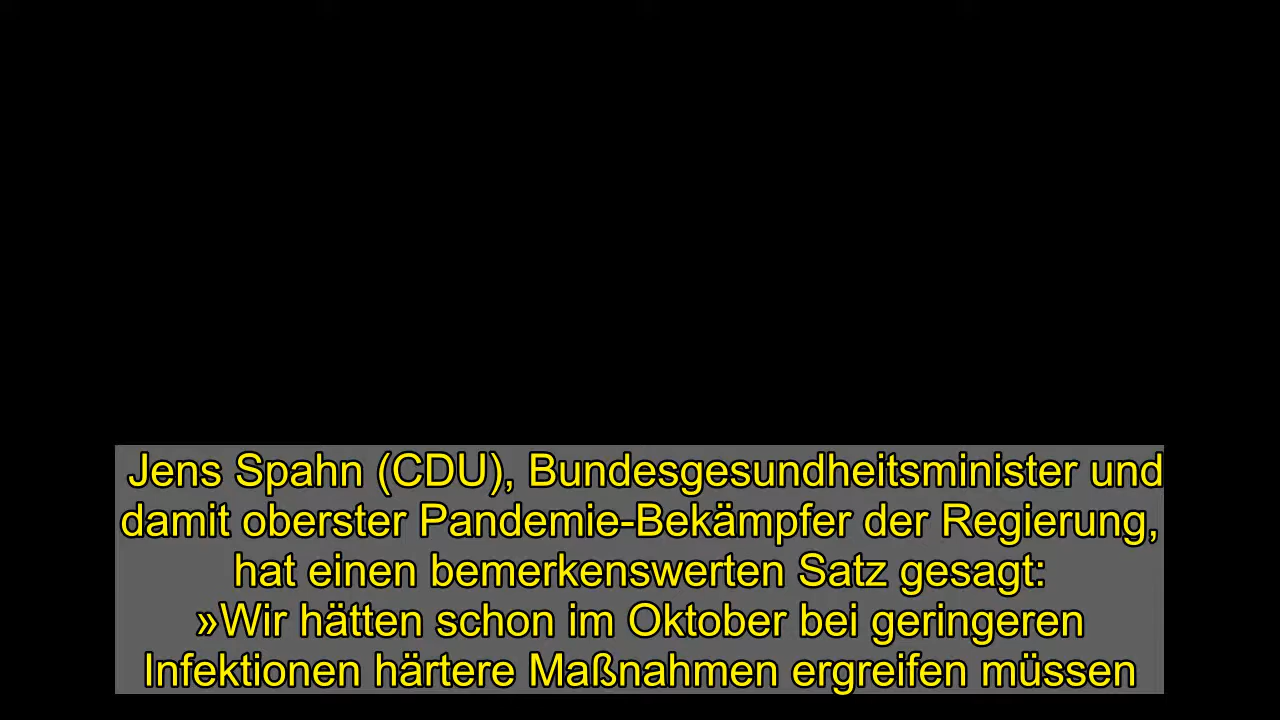 Jens Spahn (CDU), Bundesgesundheitsminister und
damit oberster Pandemie-Bekämpfer der Regierung,
hat einen bemerkenswerten Satz gesagt:
»Wir hätten schon im Oktober bei geringeren
Infektionen härtere Maßnahmen ergreifen müssen